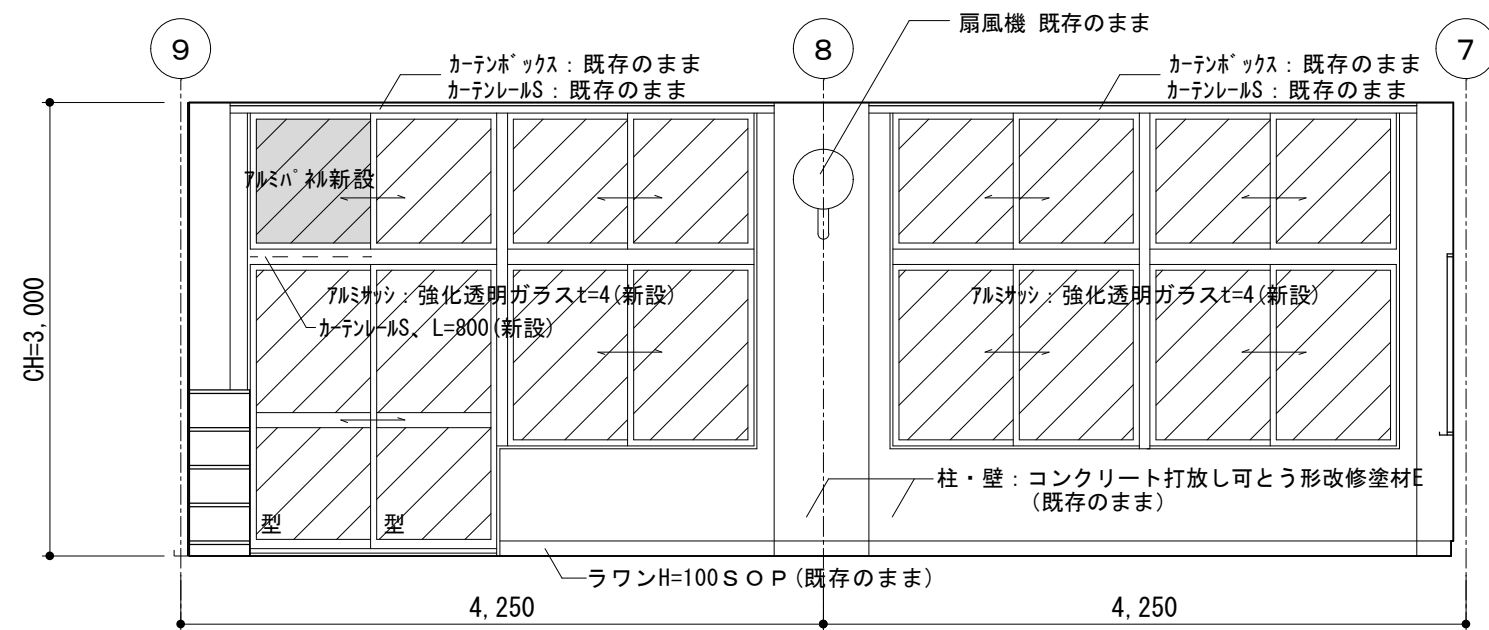 扇風機 既存のまま
9
8
7
カーテンボックス：既存のまま
カーテンレールS：既存のまま
カーテンボックス：既存のまま
カーテンレールS：既存のまま
アルミパネル新設
アルミサッシ：強化透明ガラスt=4(新設)
アルミサッシ：強化透明ガラスt=4(新設)
カーテンレールS、L=800(新設)
CH=3,000
柱・壁：コンクリート打放し可とう形改修塗材E
(既存のまま)
型
型
ラワンH=100ＳＯＰ(既存のまま)
4,250
4,250